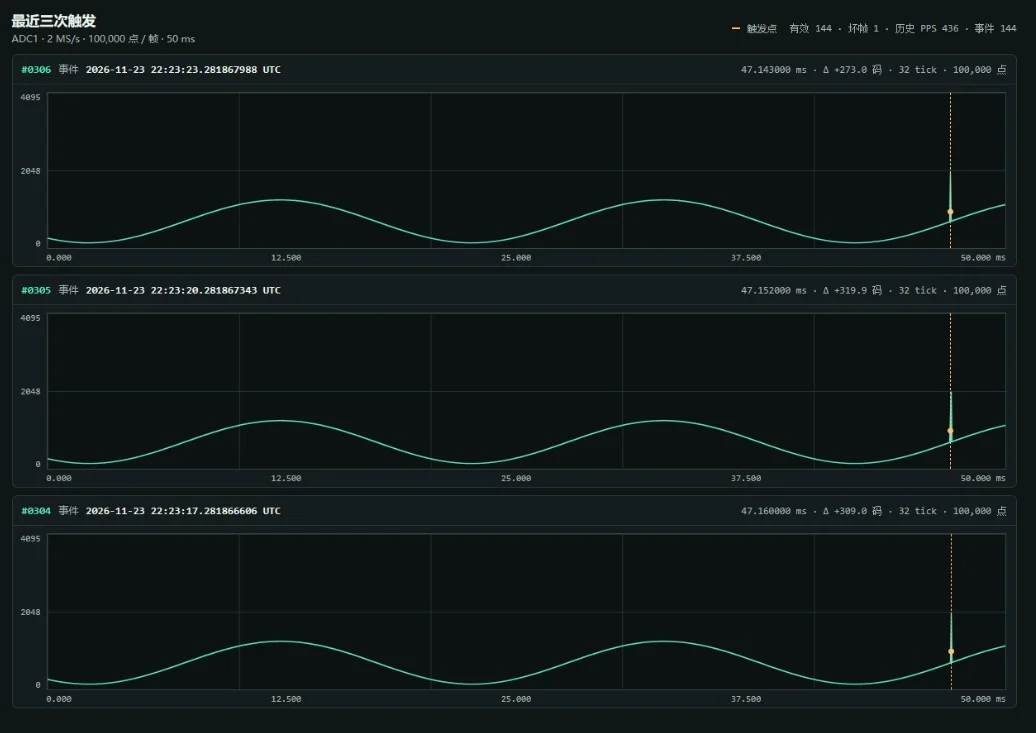 最近三次触发
ADC1 · 2 MS/s · 100,000 点 / 帧 · 50 ms
触发点 有效 144 · 坏帧 1 · 历史 PPS 436 · 事件 144
#0306 事件 2026-11-23 22:23:23.281867988 UTC
47.143000 ms · Δ +273.0 码 · 32 tick · 100,000 点
4095
2048
0
0.000 12.500 25.000 37.500 50.000 ms
#0305 事件 2026-11-23 22:23:20.281867343 UTC
47.152000 ms · Δ +319.9 码 · 32 tick · 100,000 点
4095
2048
0
0.000 12.500 25.000 37.500 50.000 ms
#0304 事件 2026-11-23 22:23:17.281866606 UTC
47.160000 ms · Δ +309.0 码 · 32 tick · 100,000 点
4095
2048
0
0.000 12.500 25.000 37.500 50.000 ms